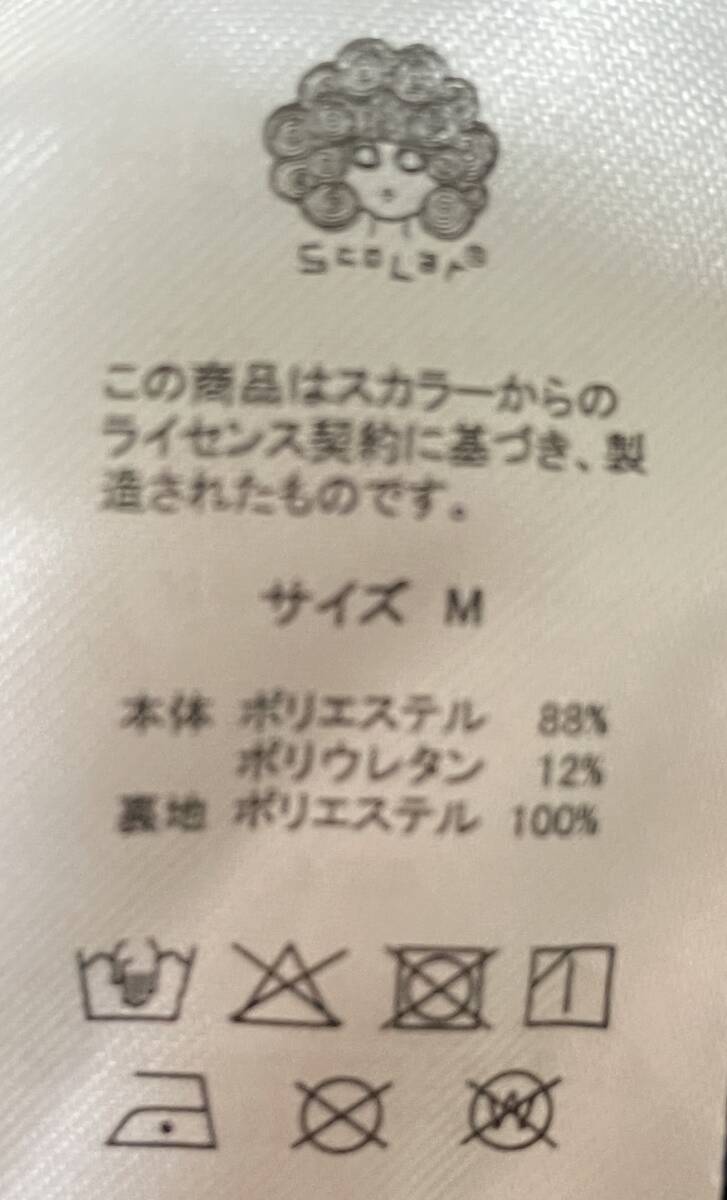 ScoLar
この商品はスカラーからの
ライセンス契約に基づき、製
造されたものです。
サイズ M
本体 ポリエステル 88%
ポリウレタン 12%
裏地 ポリエステル 100%
W